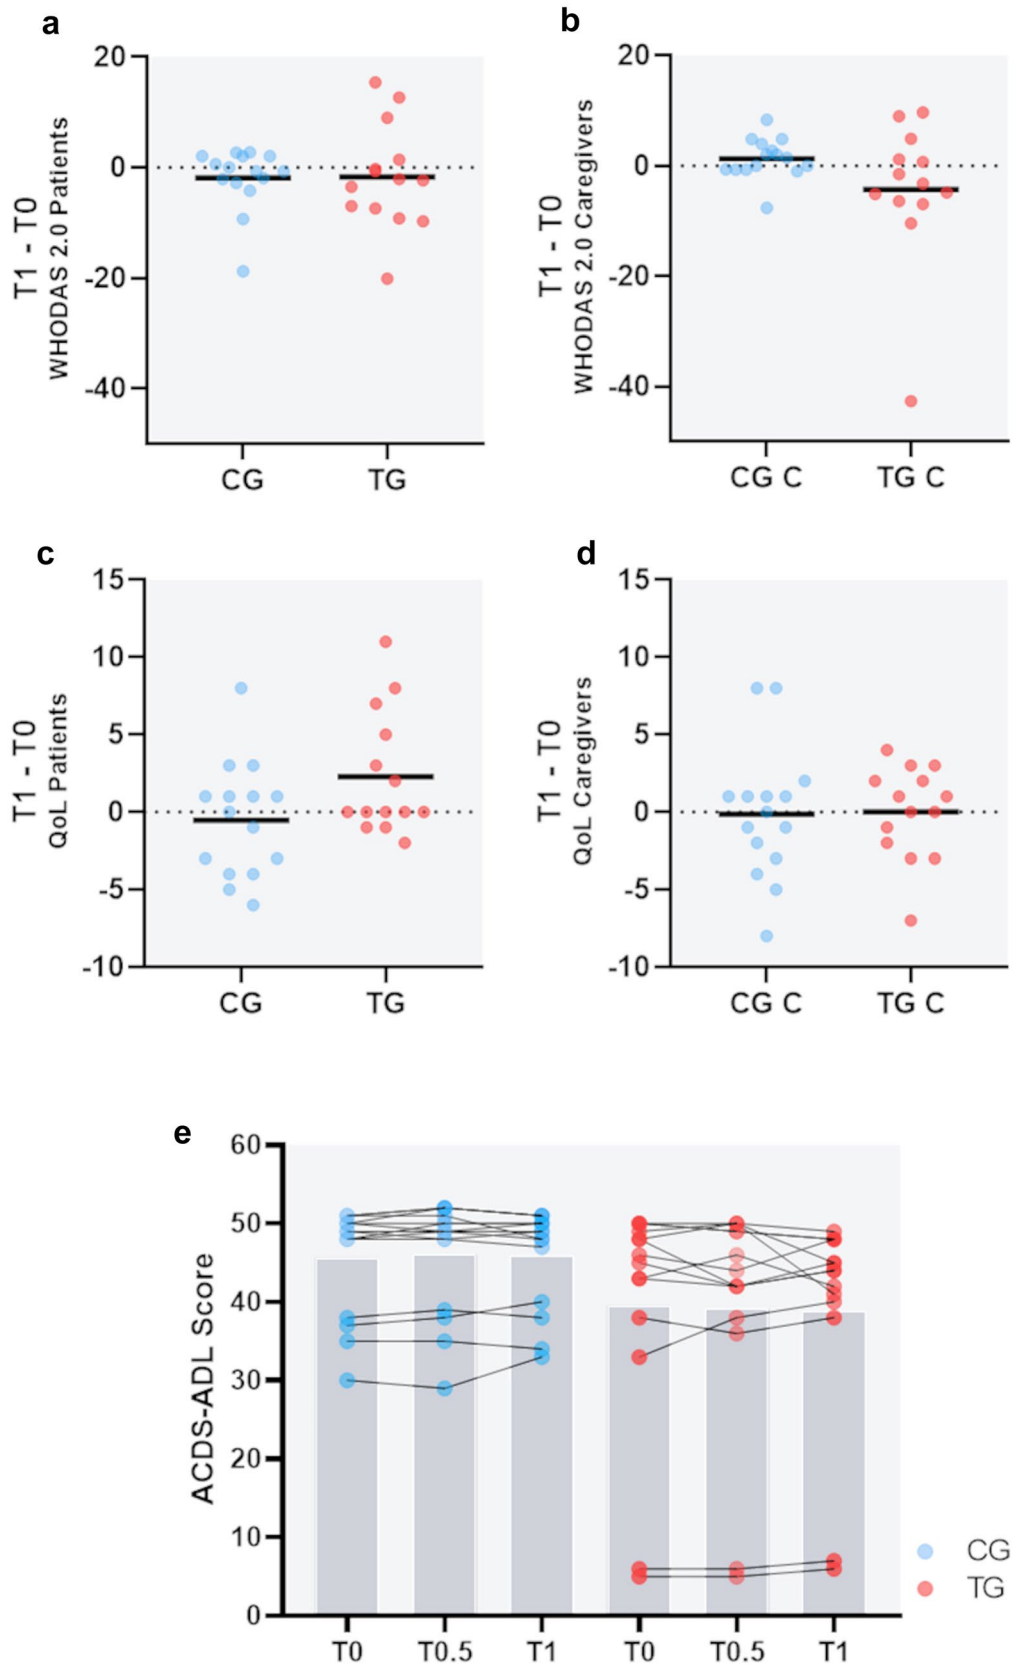 a
20
0
-20
-40
T1 - T0
WHODAS 2.0 Patients
CG
TG
b
20
0
-20
-40
T1 - T0
WHODAS 2.0 Caregivers
CG C
TG C
c
15
10
5
0
-5
-10
T1 - T0
QoL Patients
CG
TG
d
15
10
5
0
-5
-10
T1 - T0
QoL Caregivers
CG C
TG C
e
60
50
40
30
20
10
0
ACDS-ADL Score
T0
T0.5
T1
T0
T0.5
T1
CG
TG